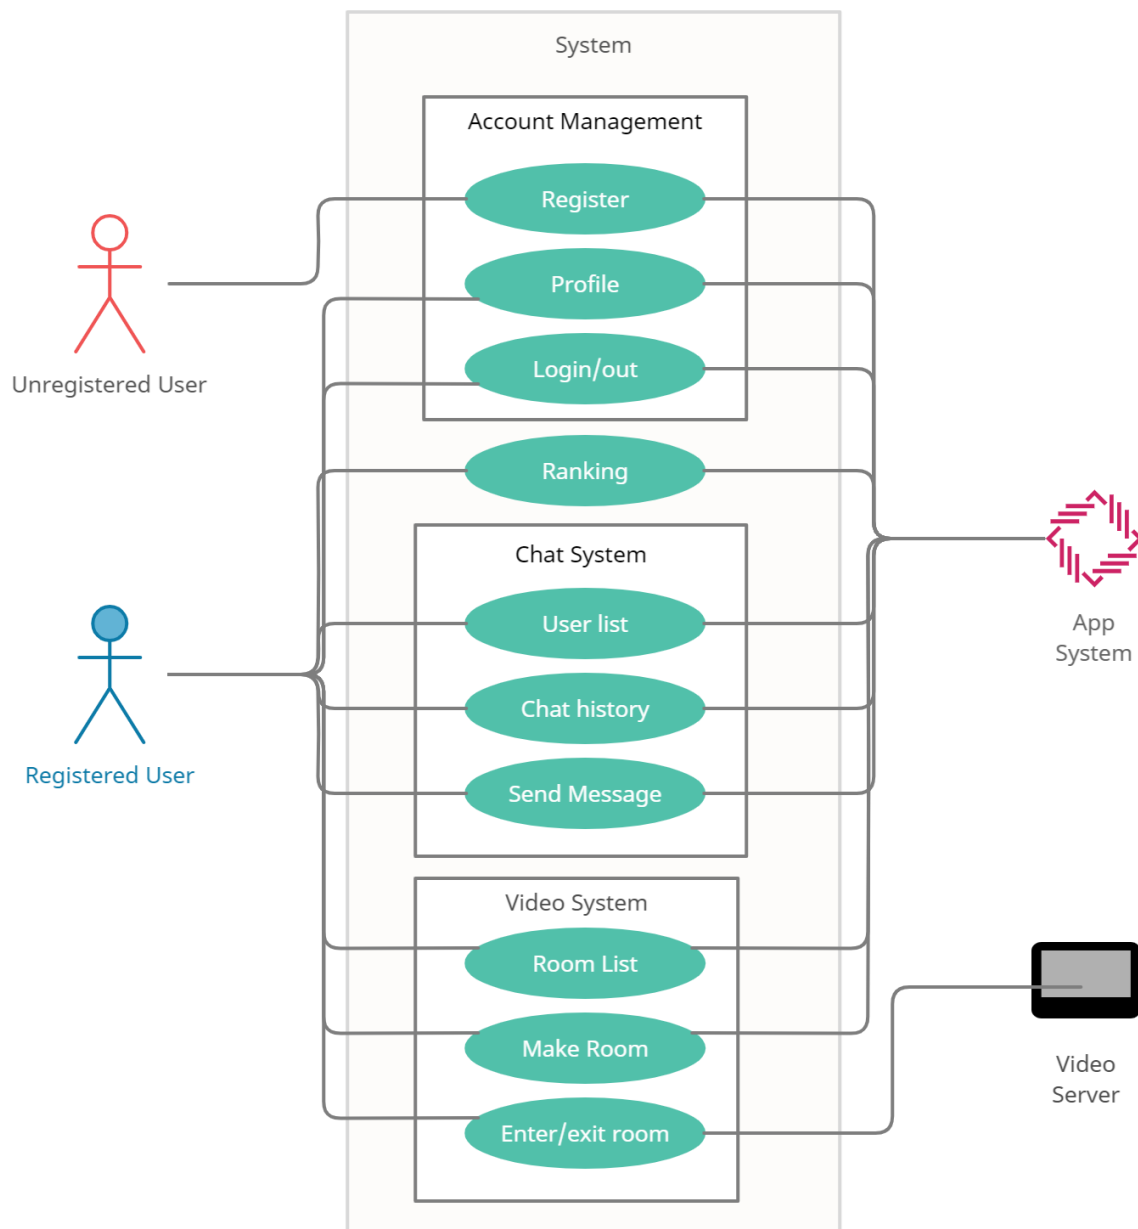 System
Account Management
Register
Profile
Login/out
Unregistered User
Ranking
Chat System
User list
Chat history
Send Message
App
System
Registered User
Video System
Room List
Make Room
Enter/exit room
Video
Server